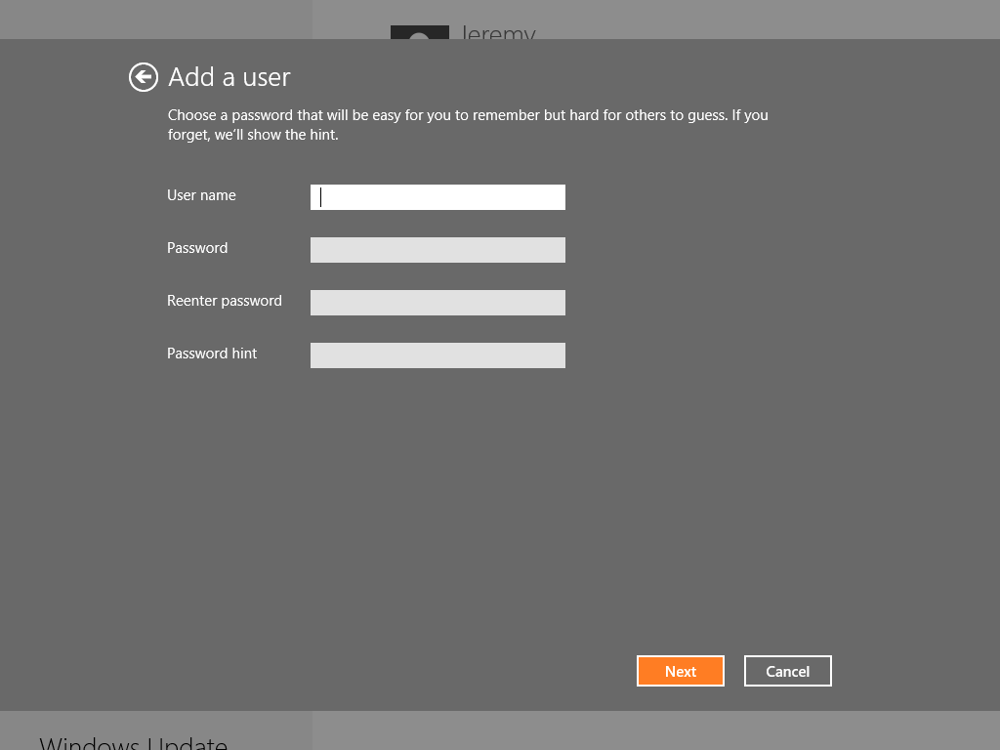 Jeremy
Add a user
Choose a password that will be easy for you to remember but hard for others to guess. If you
forget, we'll show the hint.
User name
Password
Reenter password
Password hint
Next
Cancel
Windows Update